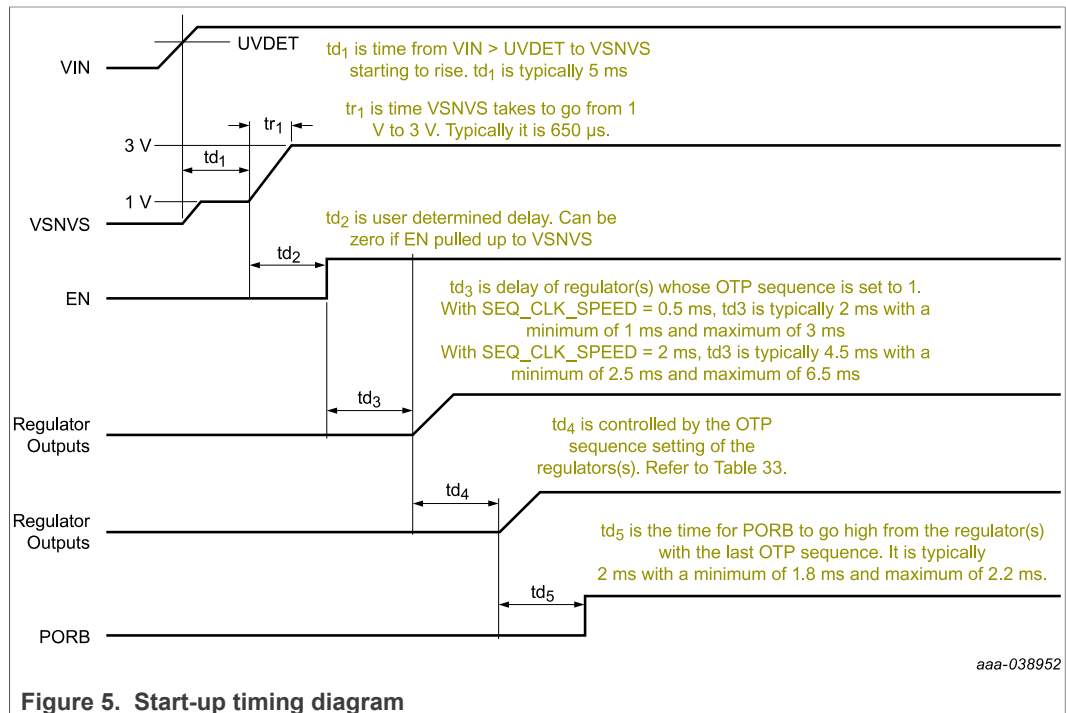 UVDET
VIN
td1 is time from VIN > UVDET to VSNVS
starting to rise. td1 is typically 5 ms
tr1 is time VSNVS takes to go from 1
V to 3 V. Typically it is 650 µs.
tr1
3 V
td1
1 V
VSNVS
td2 is user determined delay. Can be
zero if EN pulled up to VSNVS
td2
EN
td3 is delay of regulator(s) whose OTP sequence is set to 1.
With SEQ_CLK_SPEED = 0.5 ms, td3 is typically 2 ms with a
minimum of 1 ms and maximum of 3 ms
With SEQ_CLK_SPEED = 2 ms, td3 is typically 4.5 ms with a
minimum of 2.5 ms and maximum of 6.5 ms
td3
Regulator
Outputs
td4 is controlled by the OTP
sequence setting of the
regulators(s). Refer to Table 33.
td4
Regulator
Outputs
td5 is the time for PORB to go high from the regulator(s)
with the last OTP sequence. It is typically
2 ms with a minimum of 1.8 ms and maximum of 2.2 ms.
td5
PORB
aaa-038952
Figure 5. Start-up timing diagram